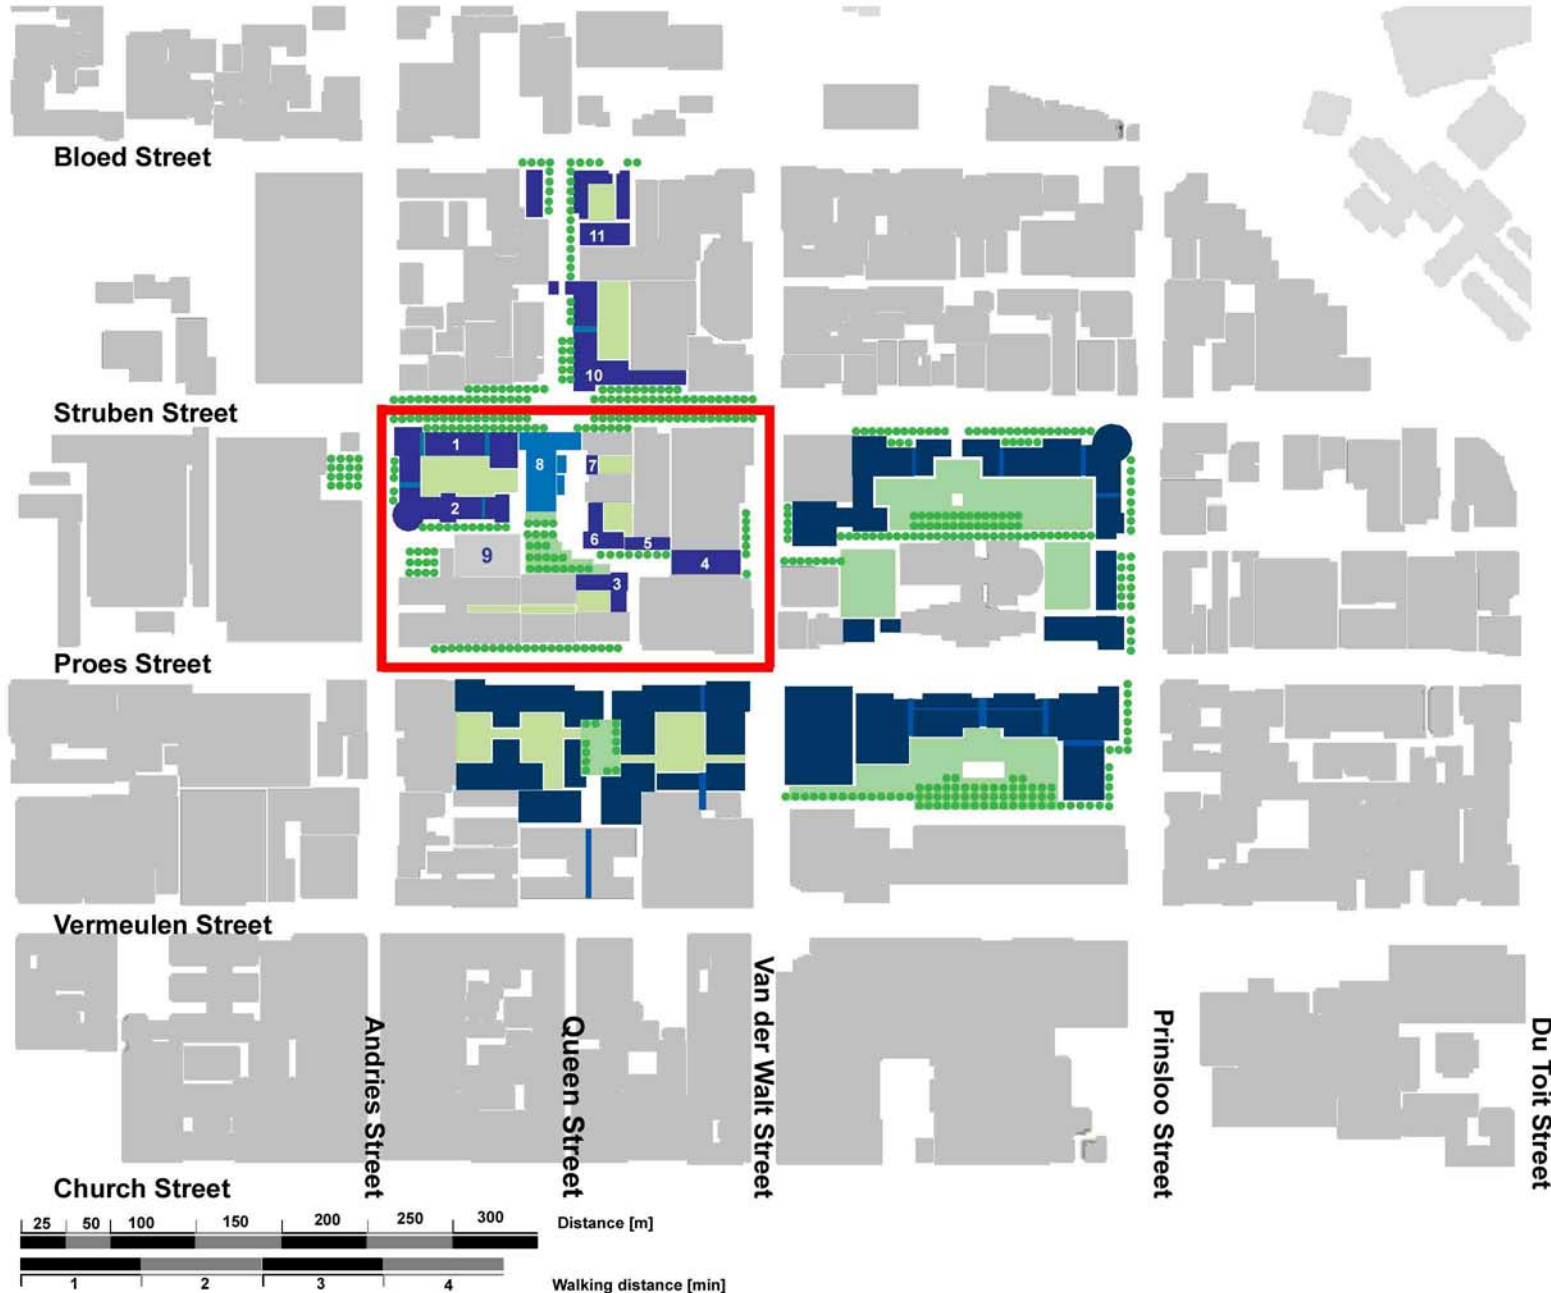 Bloed Street
11
10
Struben Street
1
8
7
2
6
5
9
4
3
Proes Street
Vermeulen Street
Andries Street
Queen Street
Van der Walt Street
Prinsloo Street
Du Toit Street
Church Street
25 50 100 150 200 250 300 Distance [m]
1 2 3 4 Walking distance [min]